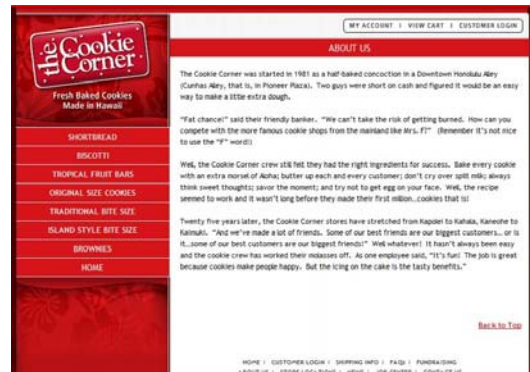 the Cookie Corner
Fresh Baked Cookies
Made in Hawaii
SHORTBREAD
BISCOTTI
TROPICAL FRUIT BARS
ORIGINAL SIZE COOKIES
TRADITIONAL BITE SIZE
ISLAND STYLE BITE SIZE
BROWNIES
HOME
MY ACCOUNT | VIEW CART | CUSTOMER LOGIN
ABOUT US
The Cookie Corner was started in 1981 as a half-baked concoction in a Downtown Honolulu Alley
(Cunhas Alley, that is, in Pioneer Plaza). Two guys were short on cash and figured it would be an easy
way to make a little extra dough.
"Fat chance!" said their friendly banker. "We can't take the risk of getting burned. How can you
compete with the more famous cookie shops from the mainland like Mrs. F?" (Remember it's not nice
to use the "F" word!)
Well, the Cookie Corner crew still felt they had the right ingredients for success. Bake every cookie
with an extra morsel of Aloha; butter up each and every customer; don't cry over spilt milk; always
think sweet thoughts; savor the moment; and try not to get egg on your face. Well, the recipe
seemed to work and it wasn't long before they made their first million...cookies that is!
Twenty five years later, the Cookie Corner stores have stretched from Kapolei to Kahala, Kaneohe to
Kaimuki. "And we've made a lot of friends. Some of our best friends are our biggest customers... or is
it...some of our best customers are our biggest friends!" Well whatever! It hasn't always been easy
and the cookie crew has worked their molasses off. As one employee said, "It's fun! The job is great
because cookies make people happy. But the icing on the cake is the tasty benefits."
Back to Top
HOME | CUSTOMER LOGIN | SHIPPING INFO | FAQs | FUNDRAISING
ABOUT US | STORE LOCATIONS | NEWS | JOB CENTER | CONTACT US